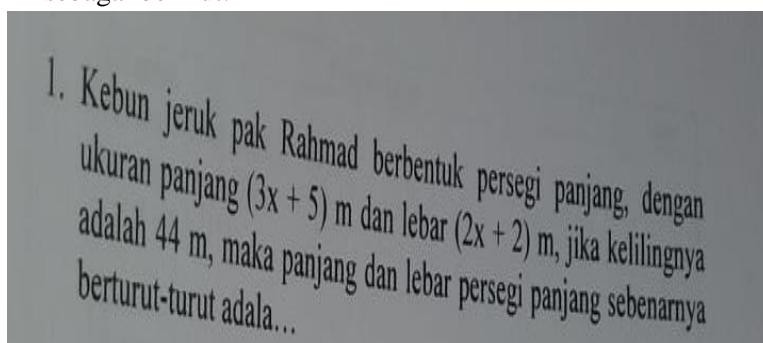 1. Kebun jeruk pak Rahmad berbentuk persegi panjang, dengan
ukuran panjang (3x + 5) m dan lebar (2x + 2) m, jika kelilingnya
adalah 44 m, maka panjang dan lebar persegi panjang sebenarnya
berturut-turut adala...